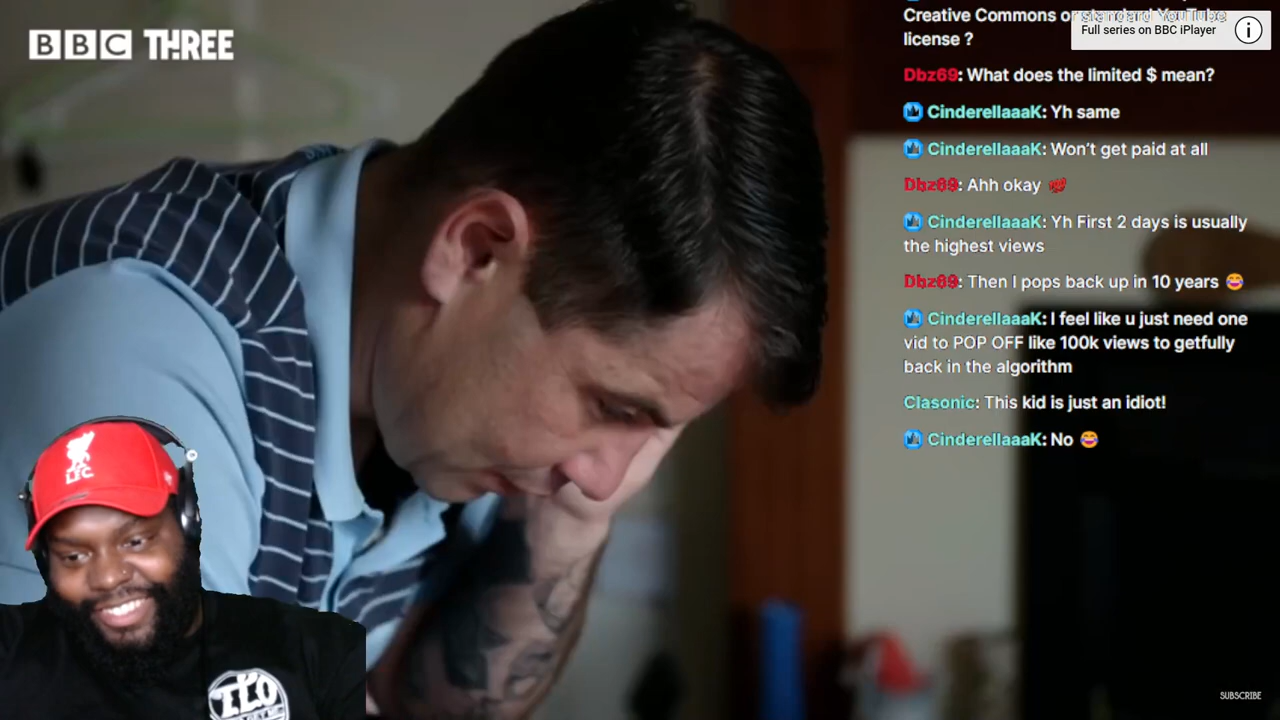 BBC THREE
Creative Commons or standard YouTube
license ?
Full series on BBC iPlayer
Dbz69: What does the limited $ mean?
CinderellaaaK: Yh same
CinderellaaaK: Won't get paid at all
Dbz69: Ahh okay 💯
CinderellaaaK: Yh First 2 days is usually
the highest views
Dbz69: Then I pops back up in 10 years 😂
CinderellaaaK: I feel like u just need one
vid to POP OFF like 100k views to getfully
back in the algorithm
Clasonic: This kid is just an idiot!
CinderellaaaK: No 😂
L.F.C.
TLO
SUBSCRIBE